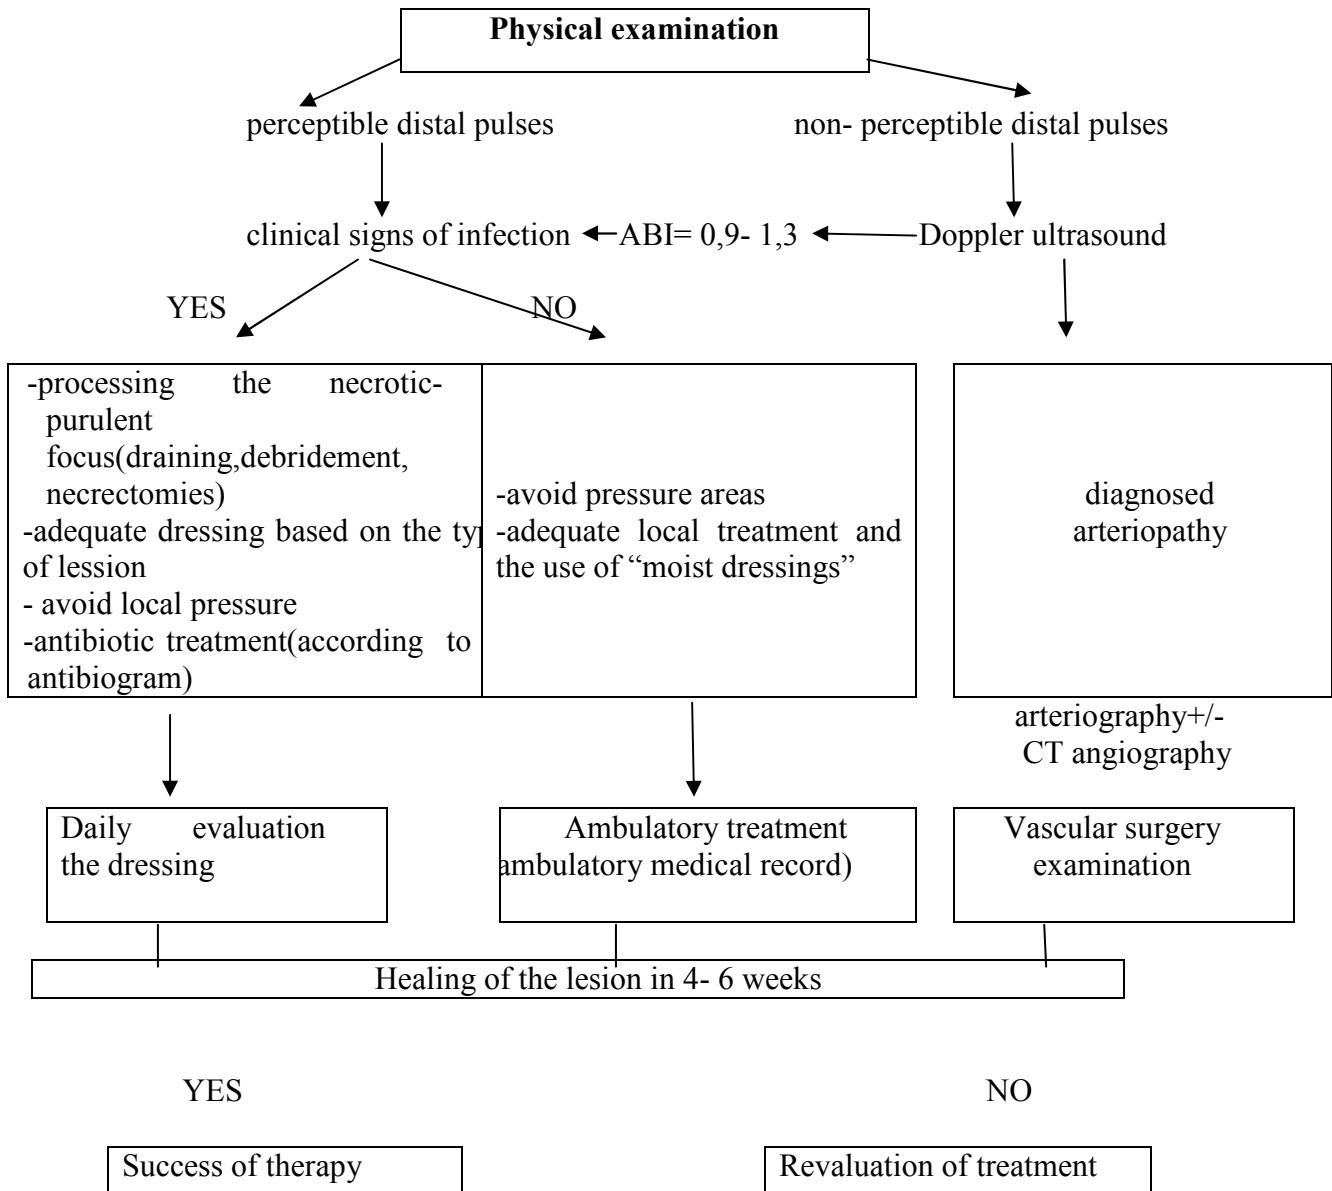 Physical examination
perceptible distal pulses
non- perceptible distal pulses
clinical signs of infection
ABI= 0,9- 1,3
Doppler ultrasound
YES
NO
-processing the necrotic-
purulent
focus(draining,debridement,
necrectomies)
-adequate dressing based on the typ
of lession
- avoid local pressure
-antibiotic treatment(according to
antibiogram)
-avoid pressure areas
-adequate local treatment and
the use of “moist dressings”
diagnosed
arteriopathy
arteriography+/-
CT angiography
Daily evaluation
the dressing
Ambulatory treatment
ambulatory medical record)
Vascular surgery
examination
Healing of the lesion in 4- 6 weeks
YES
NO
Success of therapy
Revaluation of treatment